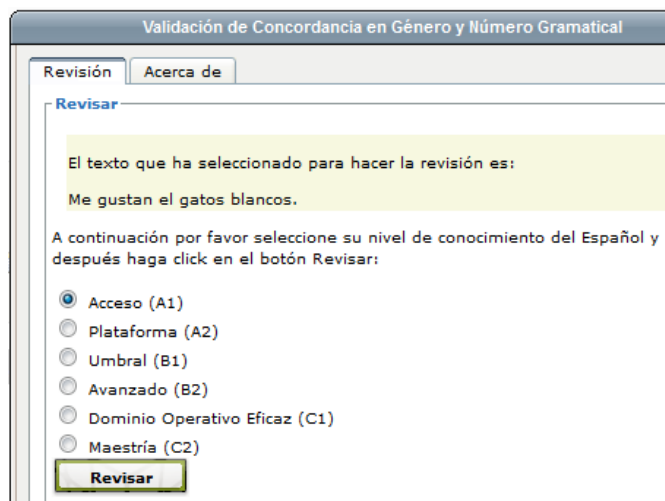 Validación de Concordancia en Género y Número Gramatical
Revisión Acerca de
Revisar
El texto que ha seleccionado para hacer la revisión es:
Me gustan el gatos blancos.
A continuación por favor seleccione su nivel de conocimiento del Español y
después haga click en el botón Revisar:
Acceso (A1)
Plataforma (A2)
Umbral (B1)
Avanzado (B2)
Dominio Operativo Eficaz (C1)
Maestría (C2)
Revisar